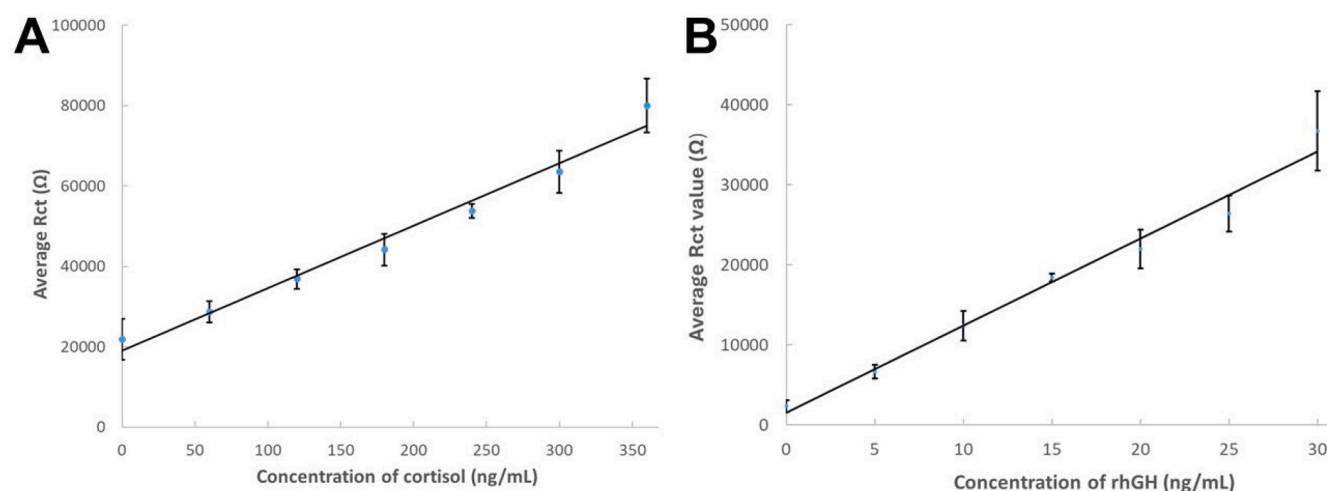 A
100000
80000
60000
40000
20000
0
Average Rct (Ω)
0 50 100 150 200 250 300 350
Concentration of cortisol (ng/mL)
B
50000
40000
30000
20000
10000
0
Average Rct value (Ω)
0 5 10 15 20 25 30
Concentration of rhGH (ng/mL)